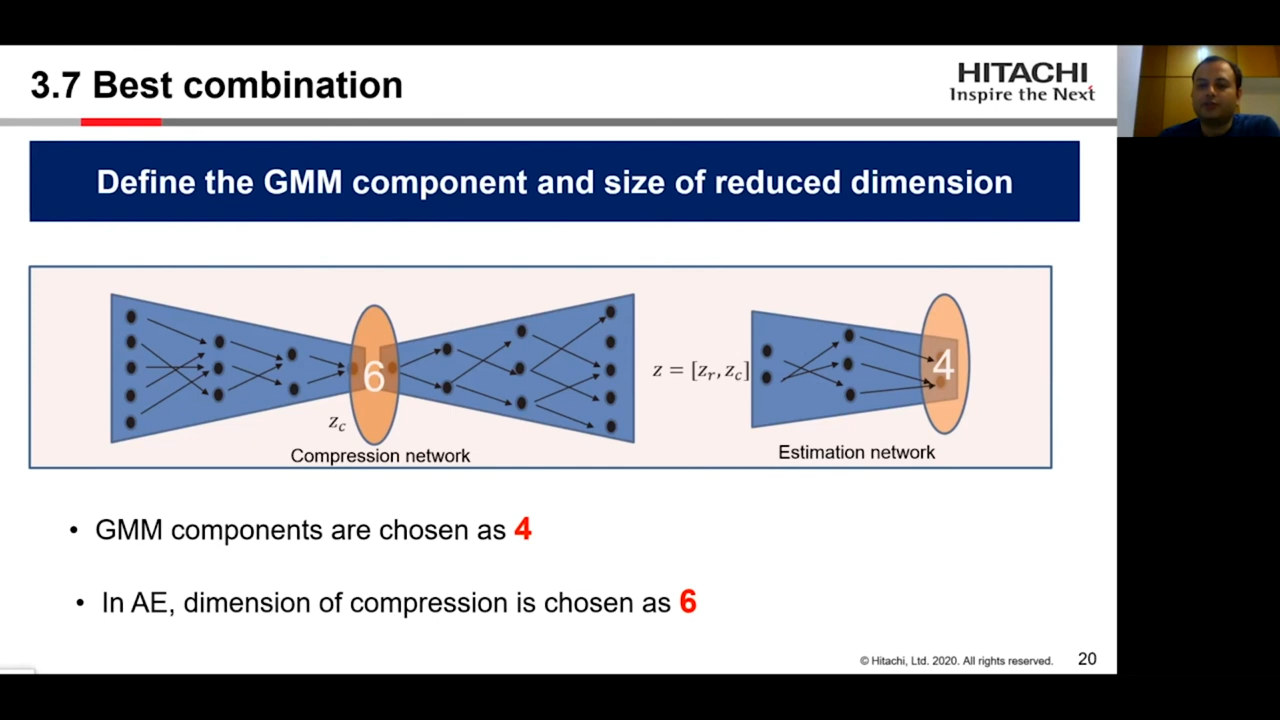 3.7 Best combination
HITACHI
Inspire the Next
Define the GMM component and size of reduced dimension
6
z_c
Compression network
z = [z_r, z_c]
4
Estimation network
• GMM components are chosen as 4
• In AE, dimension of compression is chosen as 6
© Hitachi, Ltd. 2020. All rights reserved.
20